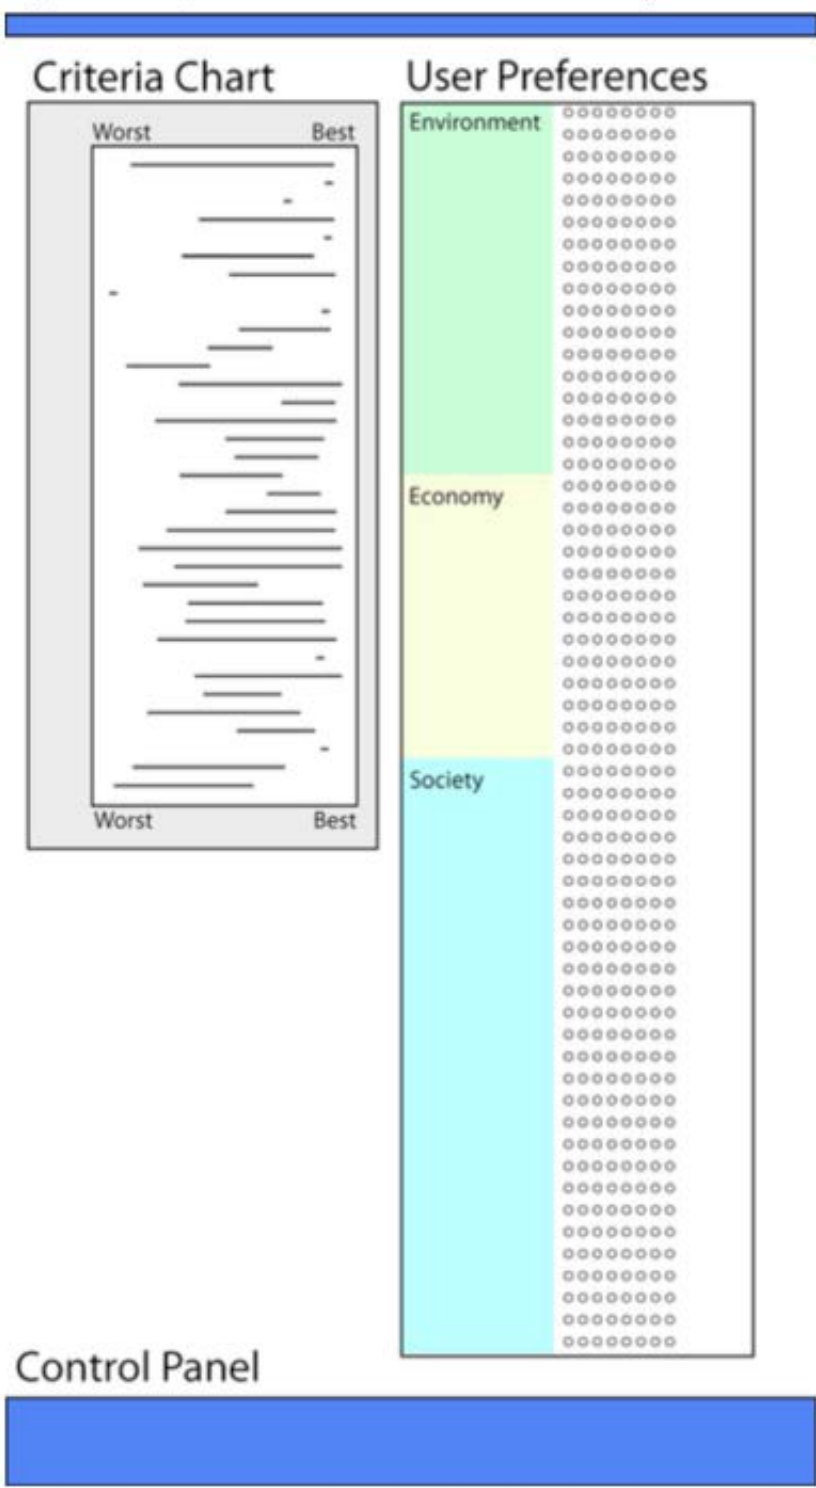 Criteria Chart
User Preferences
Worst Best
Environment
Economy
Society
Worst Best
Control Panel